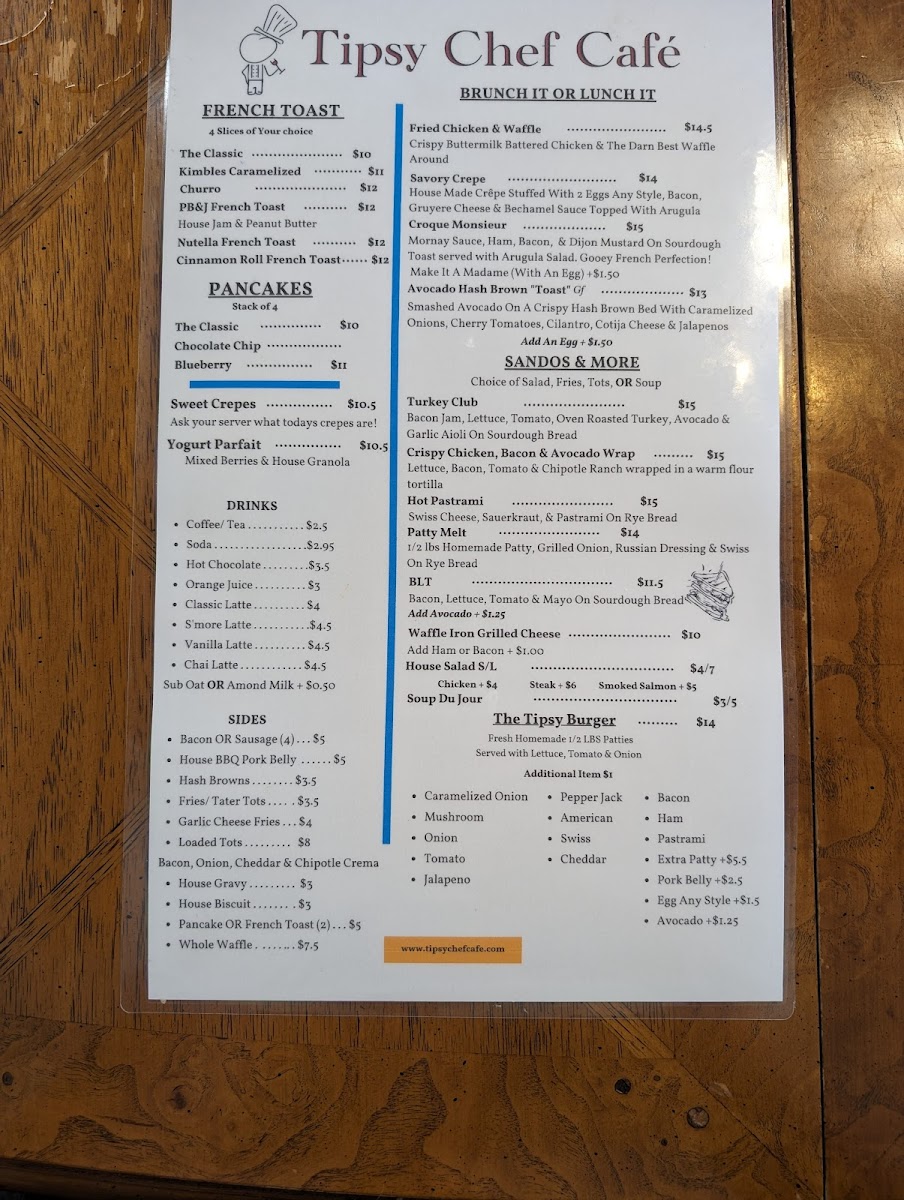 Tipsy Chef Café
FRENCH TOAST
4 Slices of Your choice
The Classic ..................... $10
Kimbles Caramelized ........... $11
Churro ..................... $12
PB&J French Toast .......... $12
House Jam & Peanut Butter
Nutella French Toast .......... $12
Cinnamon Roll French Toast...... $12
PANCAKES
Stack of 4
The Classic .............. $10
Chocolate Chip .................
Blueberry ............... $11
Sweet Crepes ............... $10.5
Ask your server what todays crepes are!
Yogurt Parfait ............... $10.5
Mixed Berries & House Granola
DRINKS
• Coffee/ Tea ........... $2.5
• Soda ................. $2.95
• Hot Chocolate ......... $3.5
• Orange Juice .......... $3
• Classic Latte .......... $4
• S'more Latte ........... $4.5
• Vanilla Latte .......... $4.5
• Chai Latte ............ $4.5
Sub Oat OR Amond Milk + $0.50
SIDES
• Bacon OR Sausage (4) ... $5
• House BBQ Pork Belly ...... $5
• Hash Browns ........ $3.5
• Fries/ Tater Tots ..... $3.5
• Garlic Cheese Fries ... $4
• Loaded Tots ......... $8
Bacon, Onion, Cheddar & Chipotle Crema
• House Gravy ......... $3
• House Biscuit ........ $3
• Pancake OR French Toast (2) ... $5
• Whole Waffle ........ $7.5
BRUNCH IT OR LUNCH IT
Fried Chicken & Waffle ....................... $14.5
Crispy Buttermilk Battered Chicken & The Darn Best Waffle
Around
Savory Crepe ......................... $14
House Made Crêpe Stuffed With 2 Eggs Any Style, Bacon,
Gruyere Cheese & Bechamel Sauce Topped With Arugula
Croque Monsieur ................... $15
Mornay Sauce, Ham, Bacon, & Dijon Mustard On Sourdough
Toast served with Arugula Salad. Gooey French Perfection!
Make It A Madame (With An Egg) +$1.50
Avocado Hash Brown "Toast" Gf ................... $13
Smashed Avocado On A Crispy Hash Brown Bed With Caramelized
Onions, Cherry Tomatoes, Cilantro, Cotija Cheese & Jalapenos
Add An Egg + $1.50
SANDOS & MORE
Choice of Salad, Fries, Tots, OR Soup
Turkey Club ....................... $15
Bacon Jam, Lettuce, Tomato, Oven Roasted Turkey, Avocado &
Garlic Aioli On Sourdough Bread
Crispy Chicken, Bacon & Avocado Wrap ......... $15
Lettuce, Bacon, Tomato & Chipotle Ranch wrapped in a warm flour
tortilla
Hot Pastrami ....................... $15
Swiss Cheese, Sauerkraut, & Pastrami On Rye Bread
Patty Melt ....................... $14
1/2 lbs Homemade Patty, Grilled Onion, Russian Dressing & Swiss
On Rye Bread
BLT ................................ $11.5
Bacon, Lettuce, Tomato & Mayo On Sourdough Bread
Add Avocado + $1.25
Waffle Iron Grilled Cheese ........................ $10
Add Ham or Bacon + $1.00
House Salad S/L ................................. $4/7
Chicken + $4 Steak + $6 Smoked Salmon + $5
Soup Du Jour ................................. $3/5
The Tipsy Burger ......... $14
Fresh Homemade 1/2 LBS Patties
Served with Lettuce, Tomato & Onion
Additional Item $1
• Caramelized Onion
• Mushroom
• Onion
• Tomato
• Jalapeno
• Pepper Jack
• American
• Swiss
• Cheddar
• Bacon
• Ham
• Pastrami
• Extra Patty +$5.5
• Pork Belly +$2.5
• Egg Any Style +$1.5
• Avocado +$1.25
www.tipsychefcafe.com